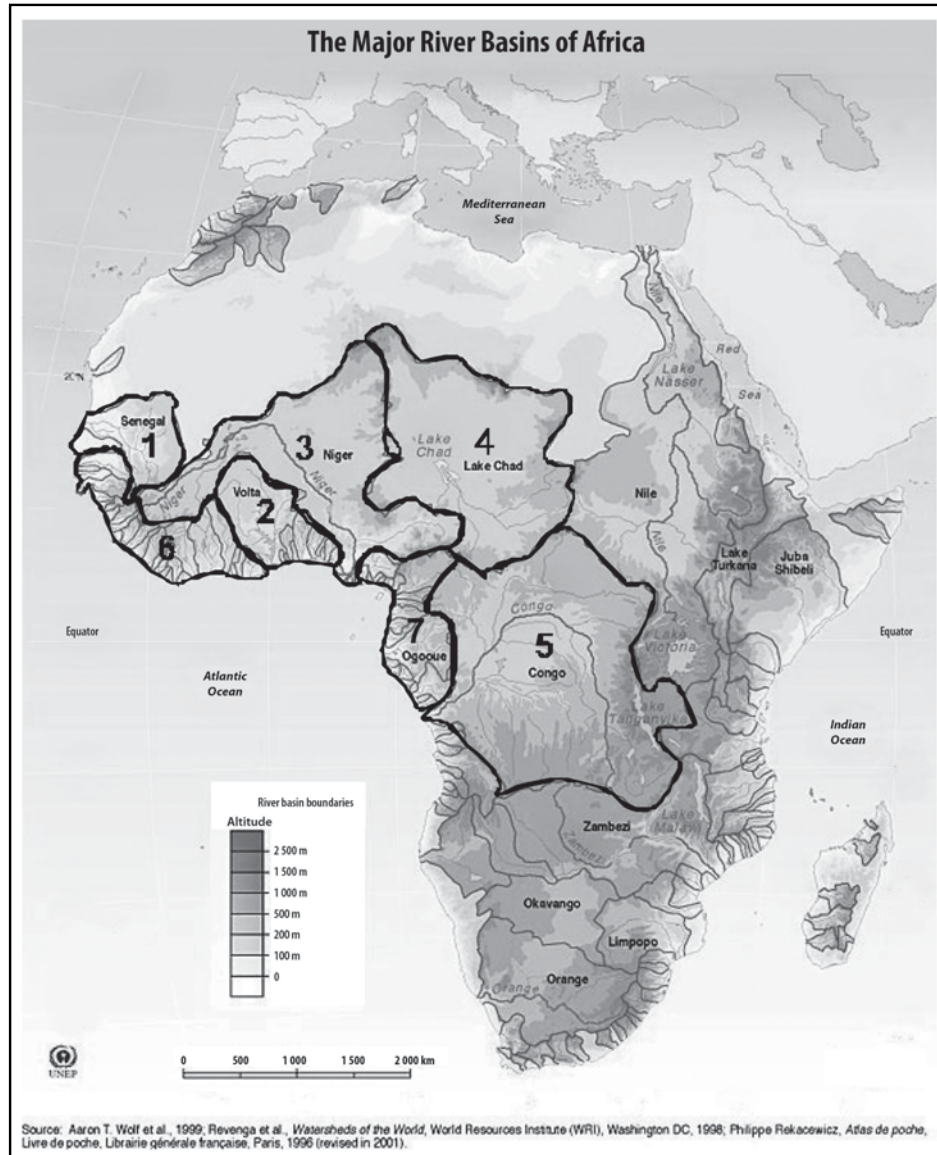 The Major River Basins of Africa
Mediterranean
Sea
Nile
Red
Sea
Lake
Nasser
20°N
Senegal
1
3
Niger
4
Lake
Chad
Lake Chad
Niger
Niger
Volta
2
6
Nile
Nile
Lake
Turkana
Juba
Shibeli
Equator
Equator
7
Ogooue
Congo
5
Congo
Lake
Victoria
Lake
Tanganyika
Atlantic
Ocean
Indian
Ocean
River basin boundaries
Altitude
2 500 m
1 500 m
1 000 m
500 m
200 m
100 m
0
Zambezi
Zambezi
Lake
Malawi
Okavango
Limpopo
Orange
Orange
UNEP
0 500 1 000 1 500 2 000 km
Source: Aaron T. Wolf et al., 1999; Revenga et al., Watersheds of the World, World Resources Institute (WRI), Washington DC, 1998; Philippe Rekacewicz, Atlas de poche,
Livre de poche, Librairie générale française, Paris, 1996 (revised in 2001).